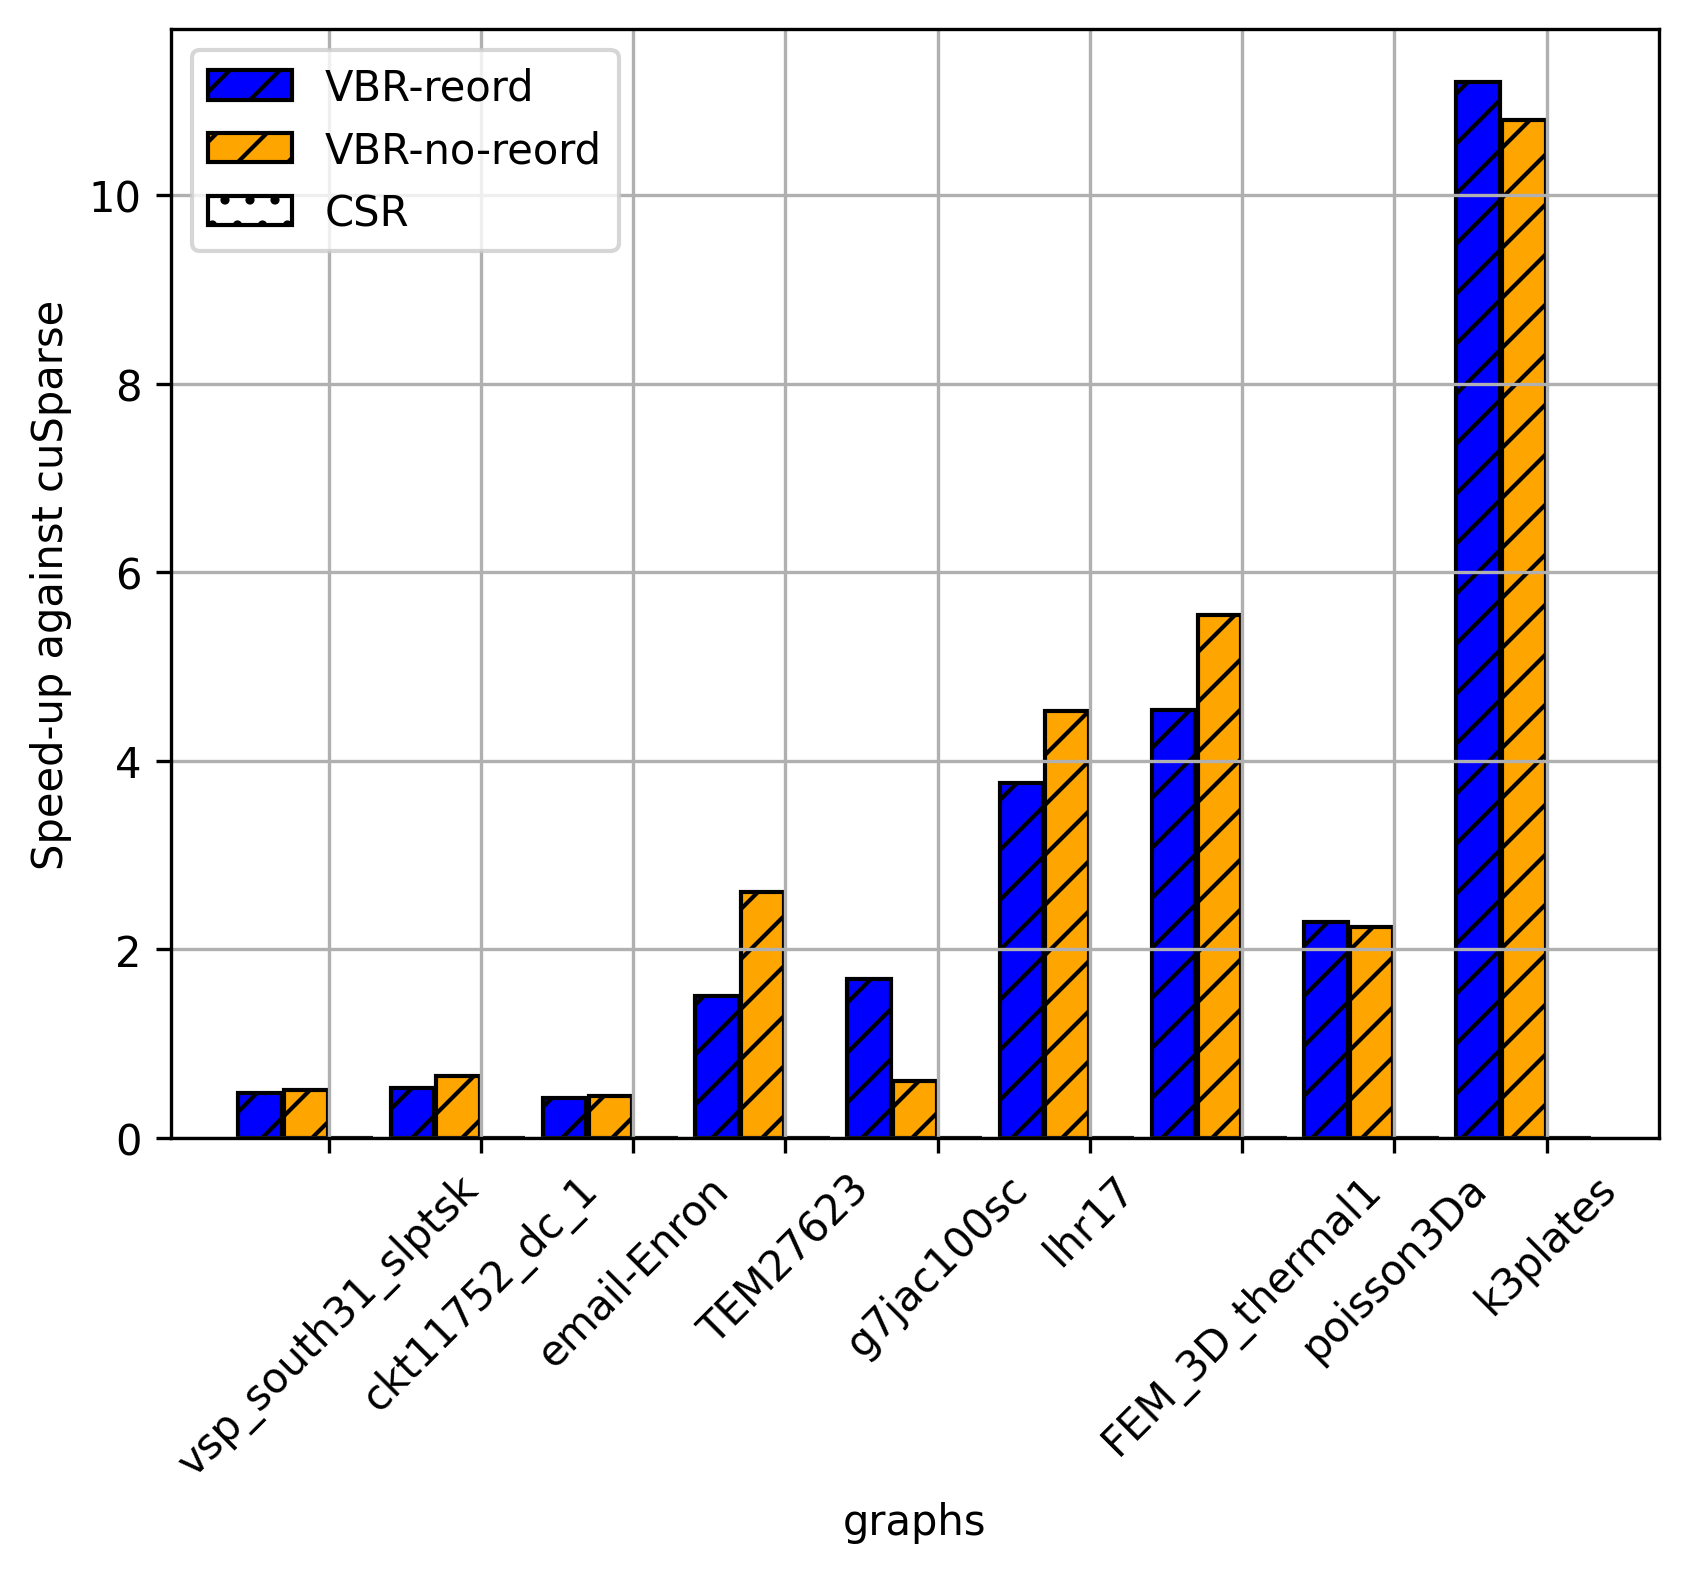 VBR-reord
VBR-no-reord
CSR
Speed-up against cuSparse
10
8
6
4
2
0
vsp_south31_slptsk
ckt11752_dc_1
email-Enron
TEM27623
g7jac100sc
lhr17
FEM_3D_thermal1
poisson3Da
k3plates
graphs